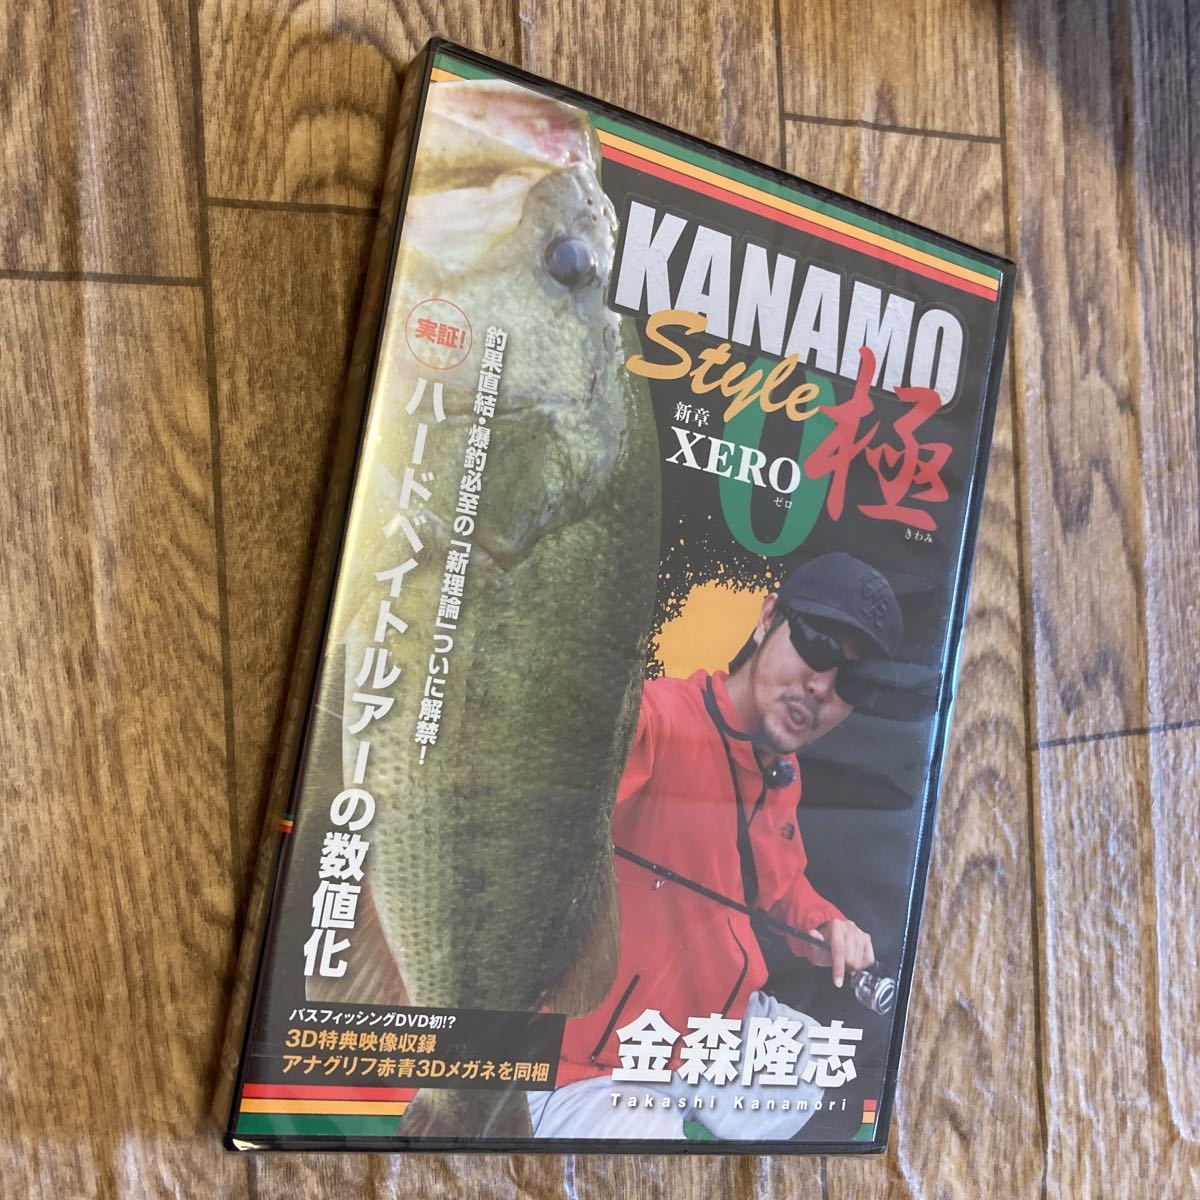 KANAMO
Style
極
きわみ
新章
XERO
ゼロ
0
実証!
釣果直結・爆釣必至の「新理論」ついに解禁!
ハードベイトルアーの数値化
バスフィッシングDVD初!?
3D特典映像収録
アナグリフ赤青3Dメガネを同梱
金森隆志
Takashi Kanamori